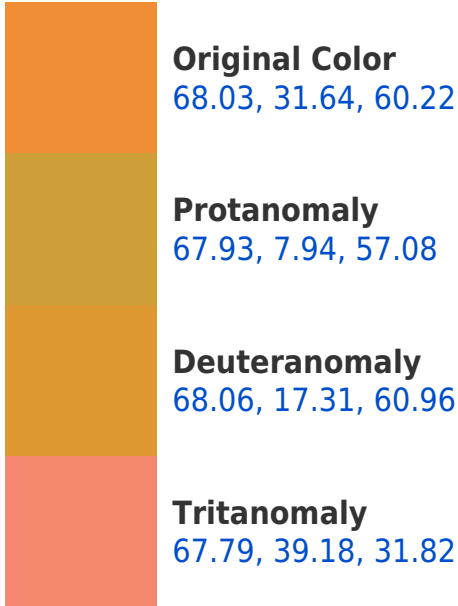 Original Color
68.03, 31.64, 60.22
Protanomaly
67.93, 7.94, 57.08
Deuteranomaly
68.06, 17.31, 60.96
Tritanomaly
67.79, 39.18, 31.82